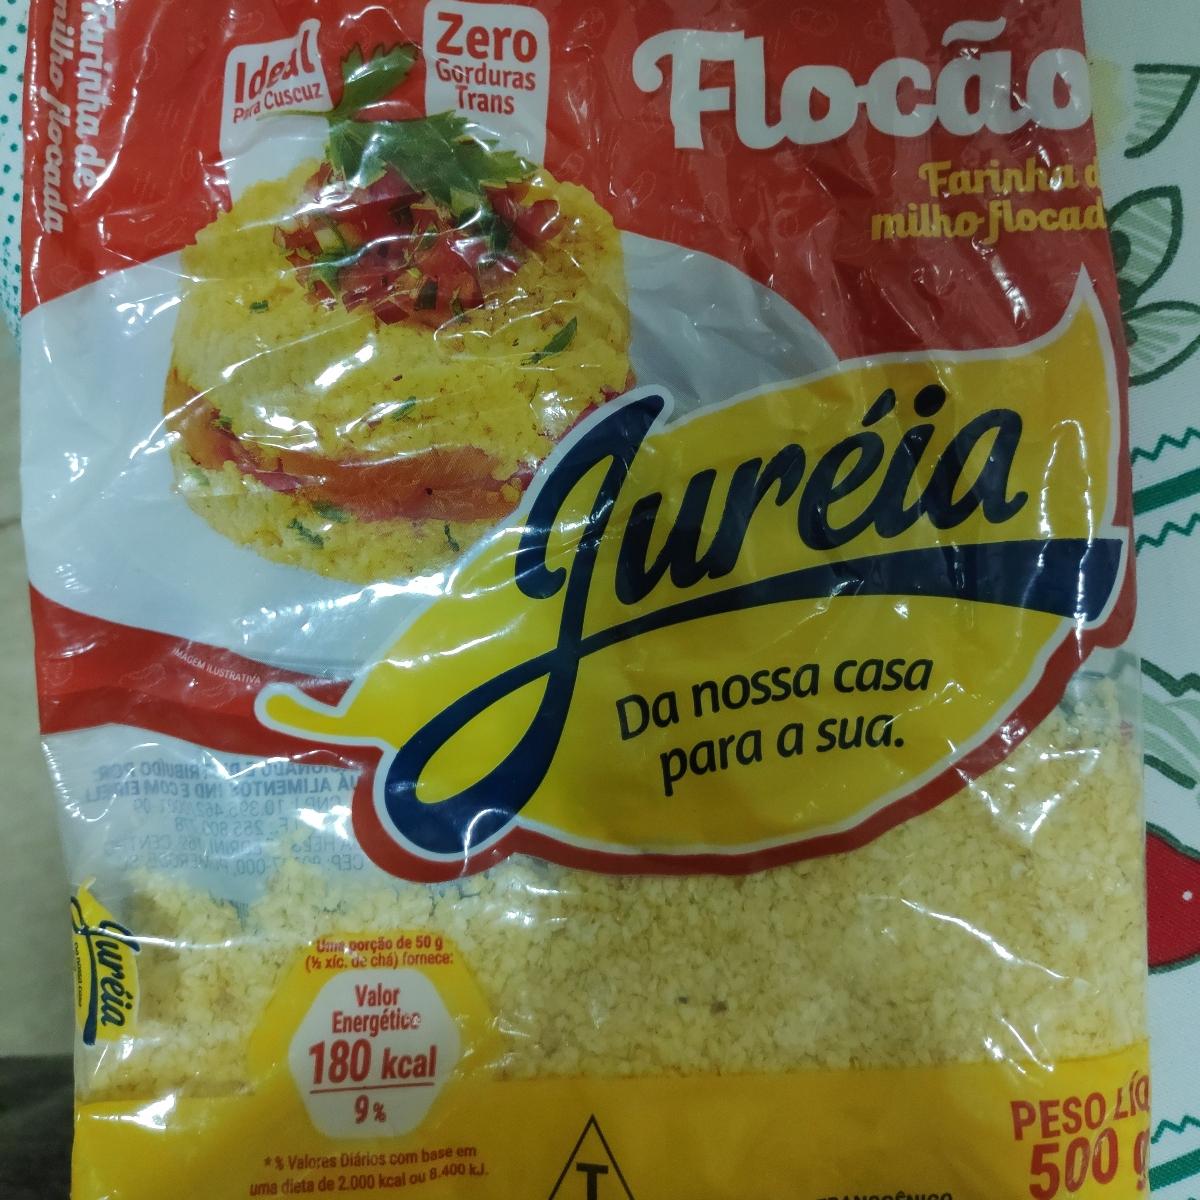 Farinha de
milho flocada
Ideal
Para Cuscuz
Zero
Gorduras
Trans
Flocão
Farinha d
milho flocad
Juréia
Da nossa casa
para a sua.
IMAGEM ILUSTRATIVA
Juréia
Uma porção de 50 g
(½ xíc. de chá) fornece:
Valor
Energético
180 kcal
9%
*% Valores Diários com base em
uma dieta de 2.000 kcal ou 8.400 kJ.
T
PESO LÍQ
500 g